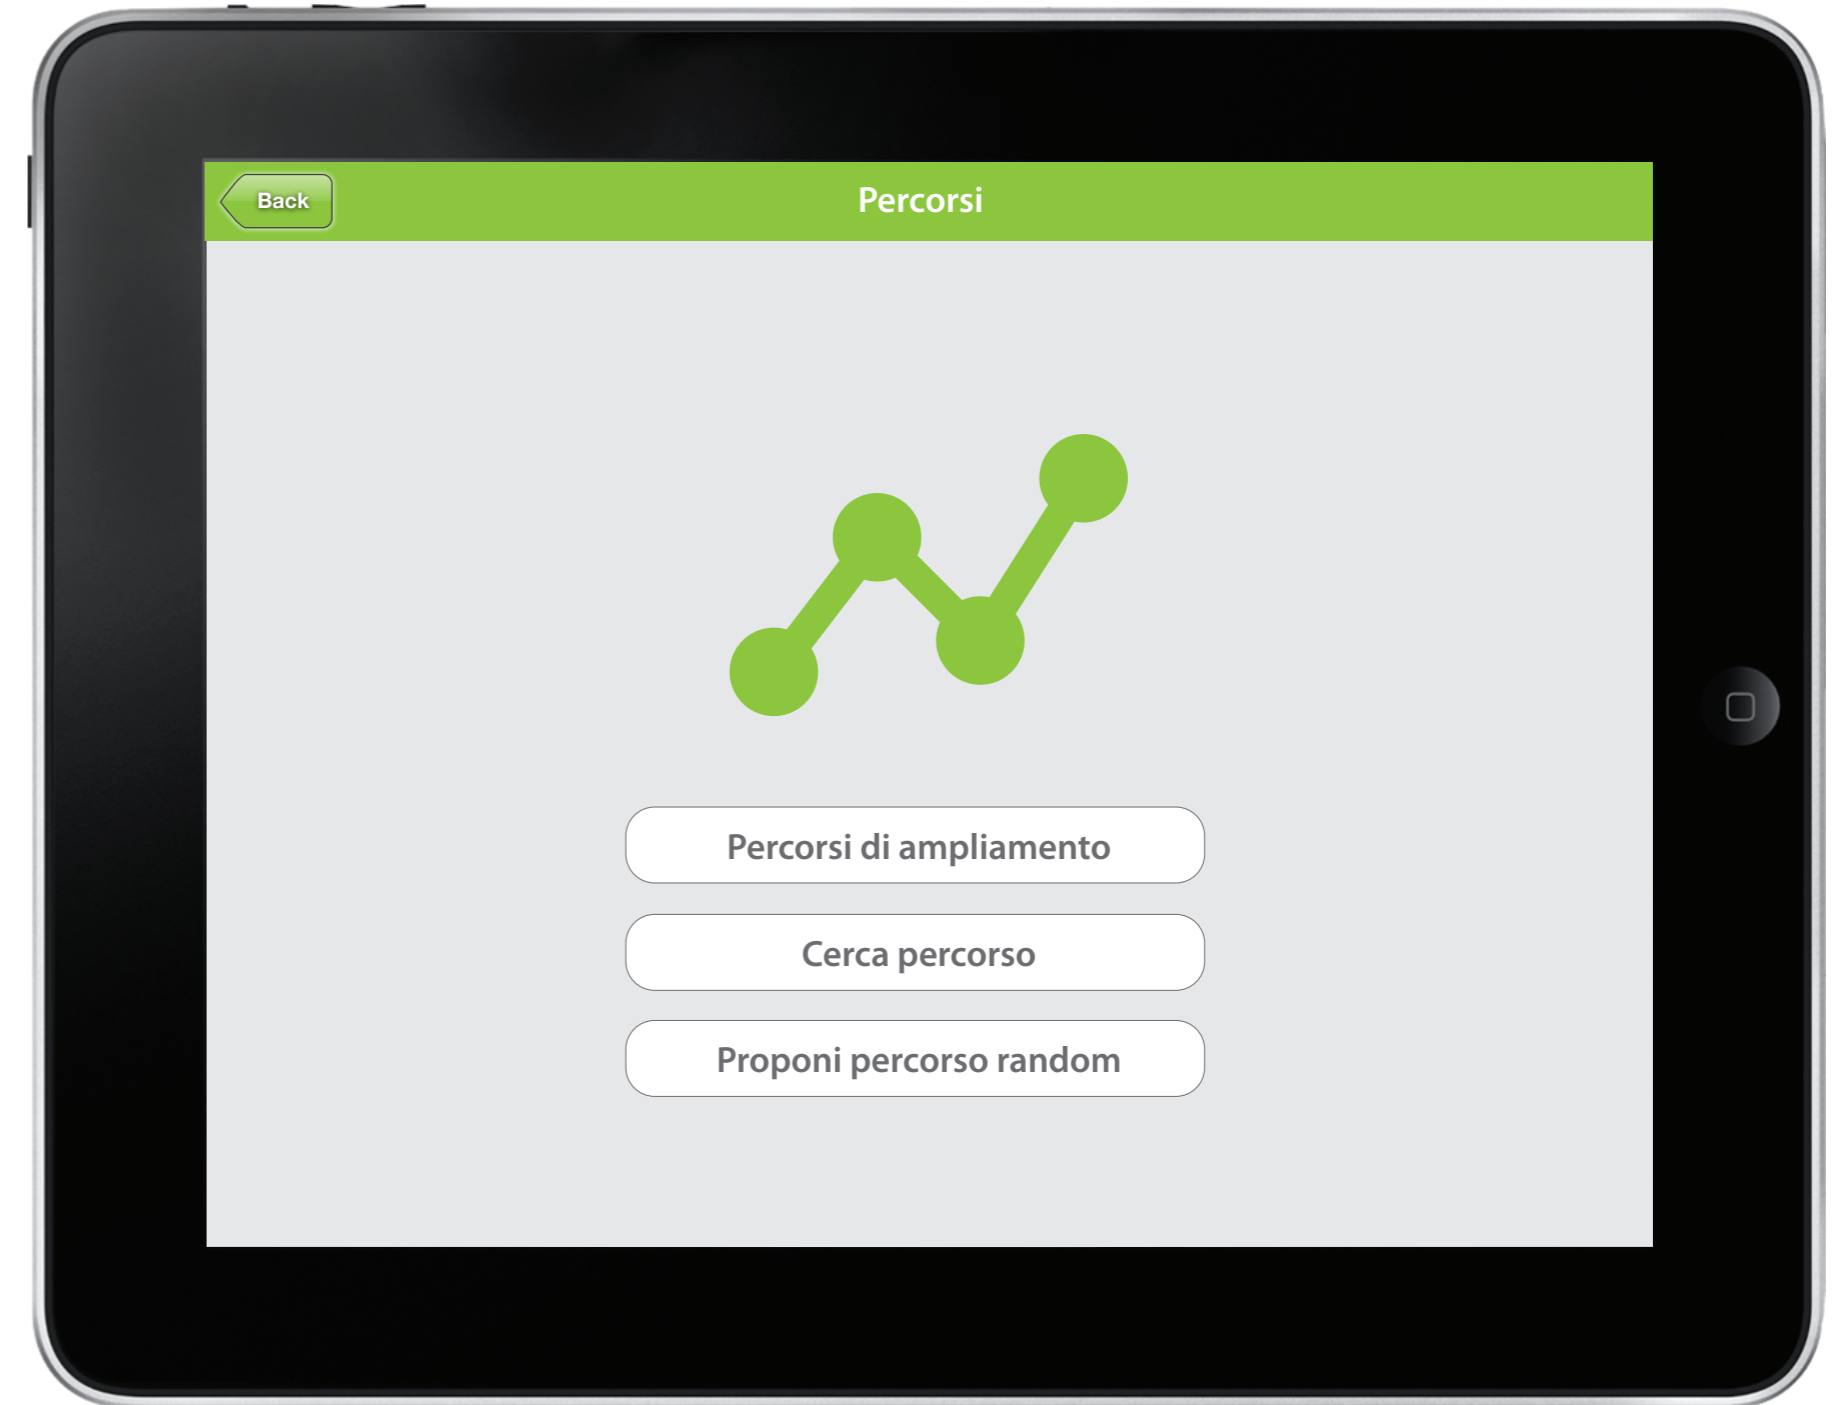 Back
Percorsi
Percorsi di ampliamento
Cerca percorso
Proponi percorso random